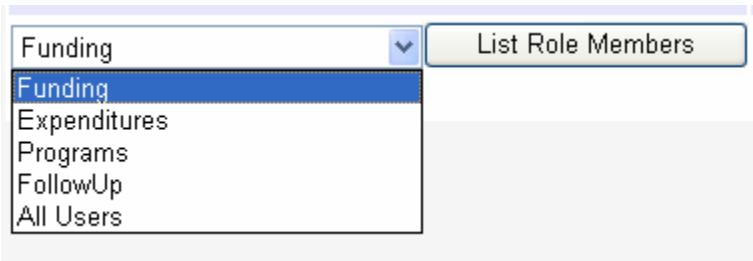 Funding List Role Members
Funding
Expenditures
Programs
FollowUp
All Users